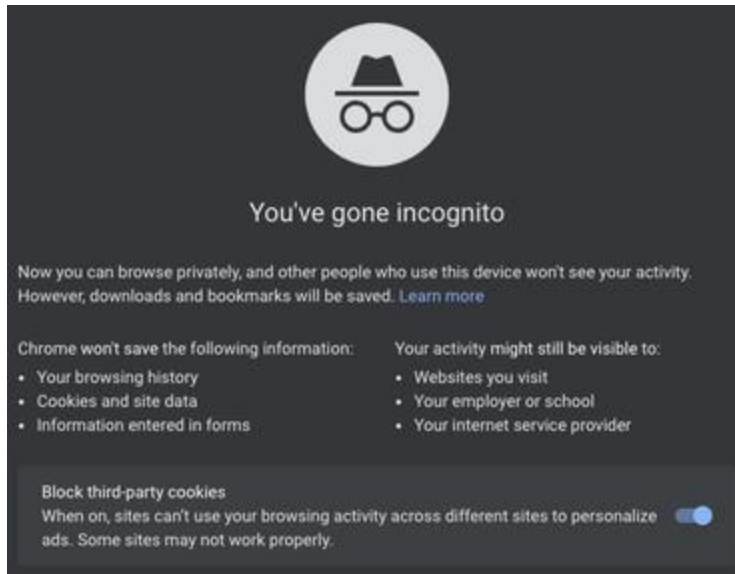 You've gone incognito
Now you can browse privately, and other people who use this device won't see your activity.
However, downloads and bookmarks will be saved. Learn more
Chrome won't save the following information:
• Your browsing history
• Cookies and site data
• Information entered in forms
Your activity might still be visible to:
• Websites you visit
• Your employer or school
• Your internet service provider
Block third-party cookies
When on, sites can't use your browsing activity across different sites to personalize
ads. Some sites may not work properly.